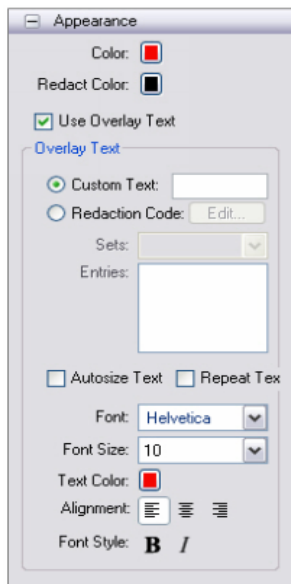 Appearance
Color:
Redact Color:
Use Overlay Text
Overlay Text
Custom Text:
Redaction Code: Edit...
Sets:
Entries:
Autosize Text Repeat Tex
Font: Helvetica
Font Size: 10
Text Color:
Alignment:
Font Style: B I